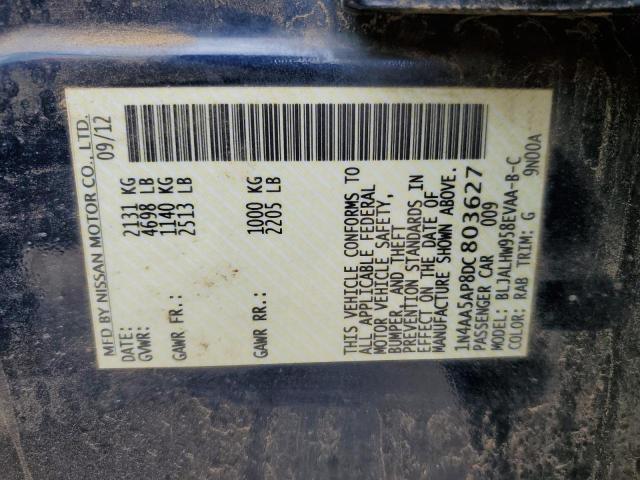 MFD BY NISSAN MOTOR CO., LTD.
DATE: 09/12
GVWR: 2131 KG
4698 LB
GAWR FR.: 1140 KG
2513 LB
GAWR RR.: 1000 KG
2205 LB
THIS VEHICLE CONFORMS TO
ALL APPLICABLE FEDERAL
MOTOR VEHICLE SAFETY,
BUMPER, AND THEFT
PREVENTION STANDARDS IN
EFFECT ON THE DATE OF
MANUFACTURE SHOWN ABOVE.
1N4AA5AP8DC803627
PASSENGER CAR 009
MODEL: BLJALHW958EVAA-B-C
COLOR: RAB TRIM: G 9N00A